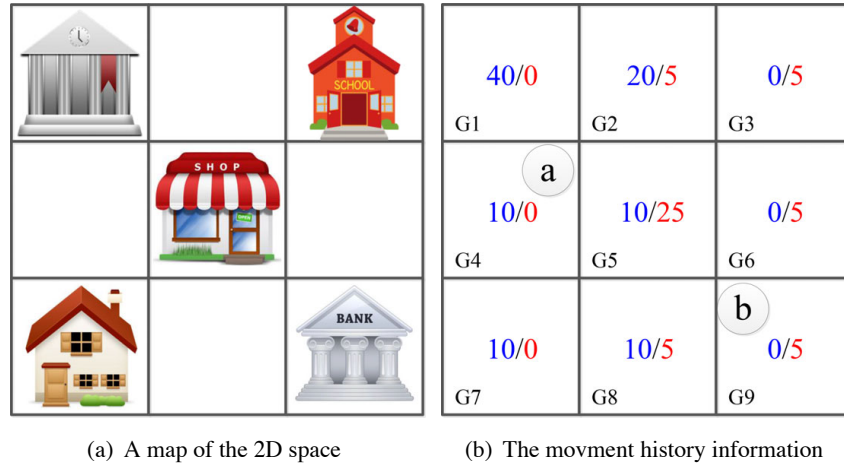 SCHOOL
SHOP
OPEN
BANK
40/0
20/5
0/5
G1
G2
G3
a
10/0
10/25
0/5
G4
G5
G6
b
10/0
10/5
0/5
G7
G8
G9
(a) A map of the 2D space
(b) The movment history information